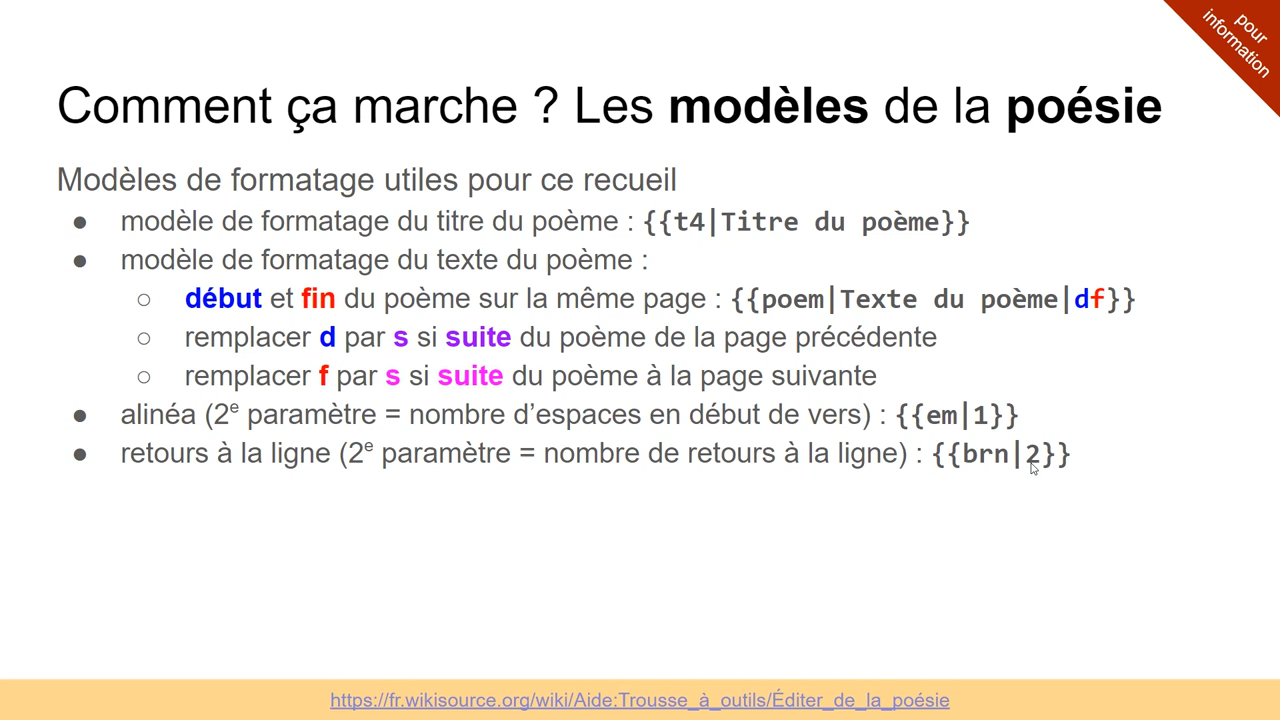 pour
information
Comment ça marche ? Les modèles de la poésie
Modèles de formatage utiles pour ce recueil
● modèle de formatage du titre du poème : {{t4|Titre du poème}}
● modèle de formatage du texte du poème :
○ début et fin du poème sur la même page : {{poem|Texte du poème|df}}
○ remplacer d par s si suite du poème de la page précédente
○ remplacer f par s si suite du poème à la page suivante
● alinéa (2e paramètre = nombre d’espaces en début de vers) : {{em|1}}
● retours à la ligne (2e paramètre = nombre de retours à la ligne) : {{brn|2}}
https://fr.wikisource.org/wiki/Aide:Trousse_à_outils/Éditer_de_la_poésie